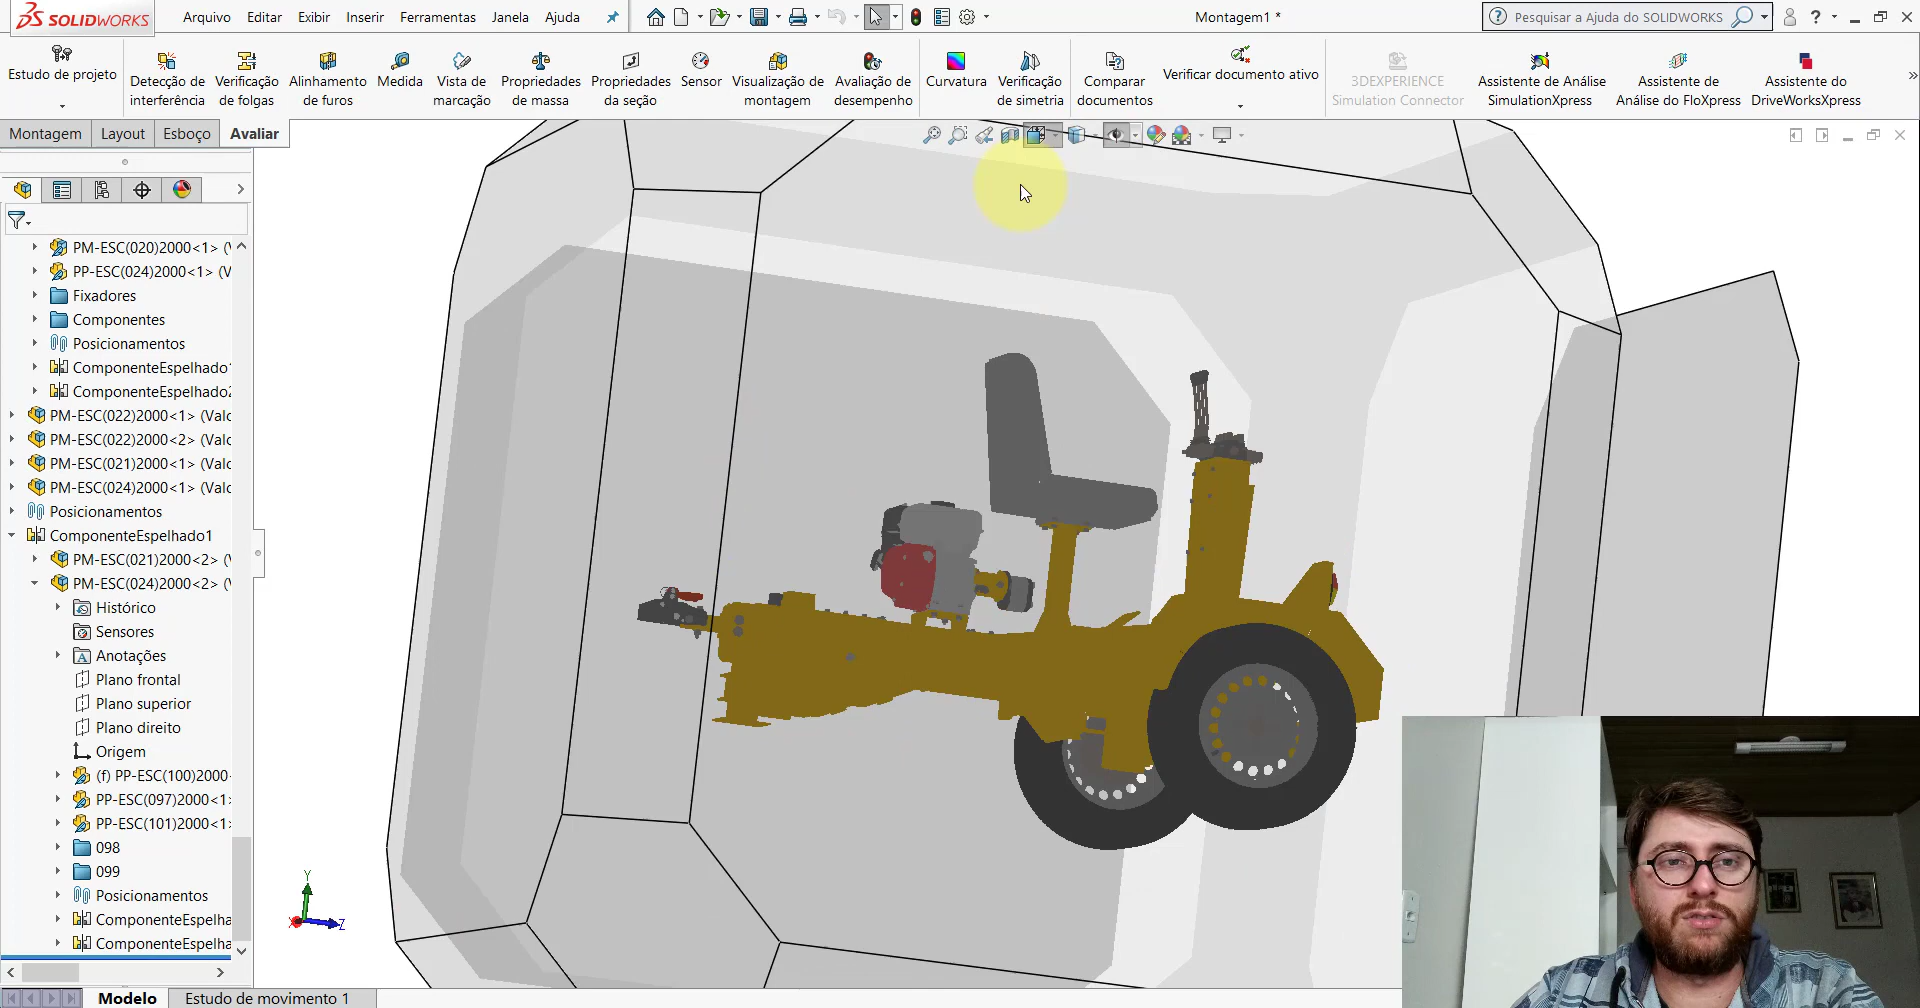 SOLIDWORKS
Arquivo Editar Exibir Inserir Ferramentas Janela Ajuda
Montagem1 *
Pesquisar a Ajuda do SOLIDWORKS
Estudo de projeto
Detecção de interferência
Verificação de folgas
Alinhamento de furos
Medida
Vista de marcação
Propriedades de massa
Propriedades da seção
Sensor
Visualização de montagem
Avaliação de desempenho
Curvatura
Verificação de simetria
Comparar documentos
Verificar documento ativo
3DEXPERIENCE Simulation Connector
Assistente de Análise SimulationXpress
Assistente de Análise do FloXpress
Assistente do DriveWorksXpress
Montagem Layout Esboço Avaliar
PM-ESC(020)2000<1> (V
PP-ESC(024)2000<1> (V
Fixadores
Componentes
Posicionamentos
ComponenteEspelhado1
ComponenteEspelhado2
PM-ESC(022)2000<1> (Valc
PM-ESC(022)2000<2> (Valc
PM-ESC(021)2000<1> (Valc
PM-ESC(024)2000<1> (Valc
Posicionamentos
ComponenteEspelhado1
PM-ESC(021)2000<2> (V
PM-ESC(024)2000<2> (V
Histórico
Sensores
Anotações
Plano frontal
Plano superior
Plano direito
Origem
(f) PP-ESC(100)2000
PP-ESC(097)2000<1>
PP-ESC(101)2000<1>
098
099
Posicionamentos
ComponenteEspelha
ComponenteEspelha
Y
Z
Modelo Estudo de movimento 1